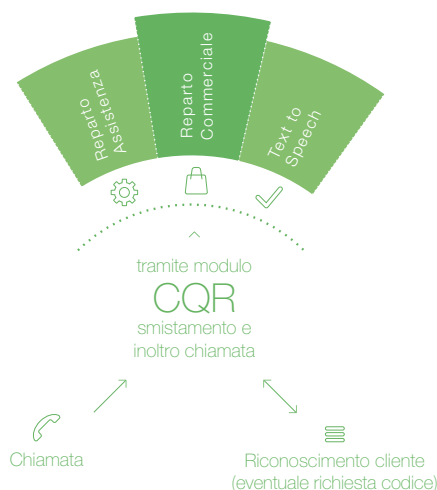 Reparto
Assistenza
Reparto
Commerciale
Text to
Speech
tramite modulo
CQR
smistamento e
inoltro chiamata
Chiamata
Riconoscimento cliente
(eventuale richiesta codice)